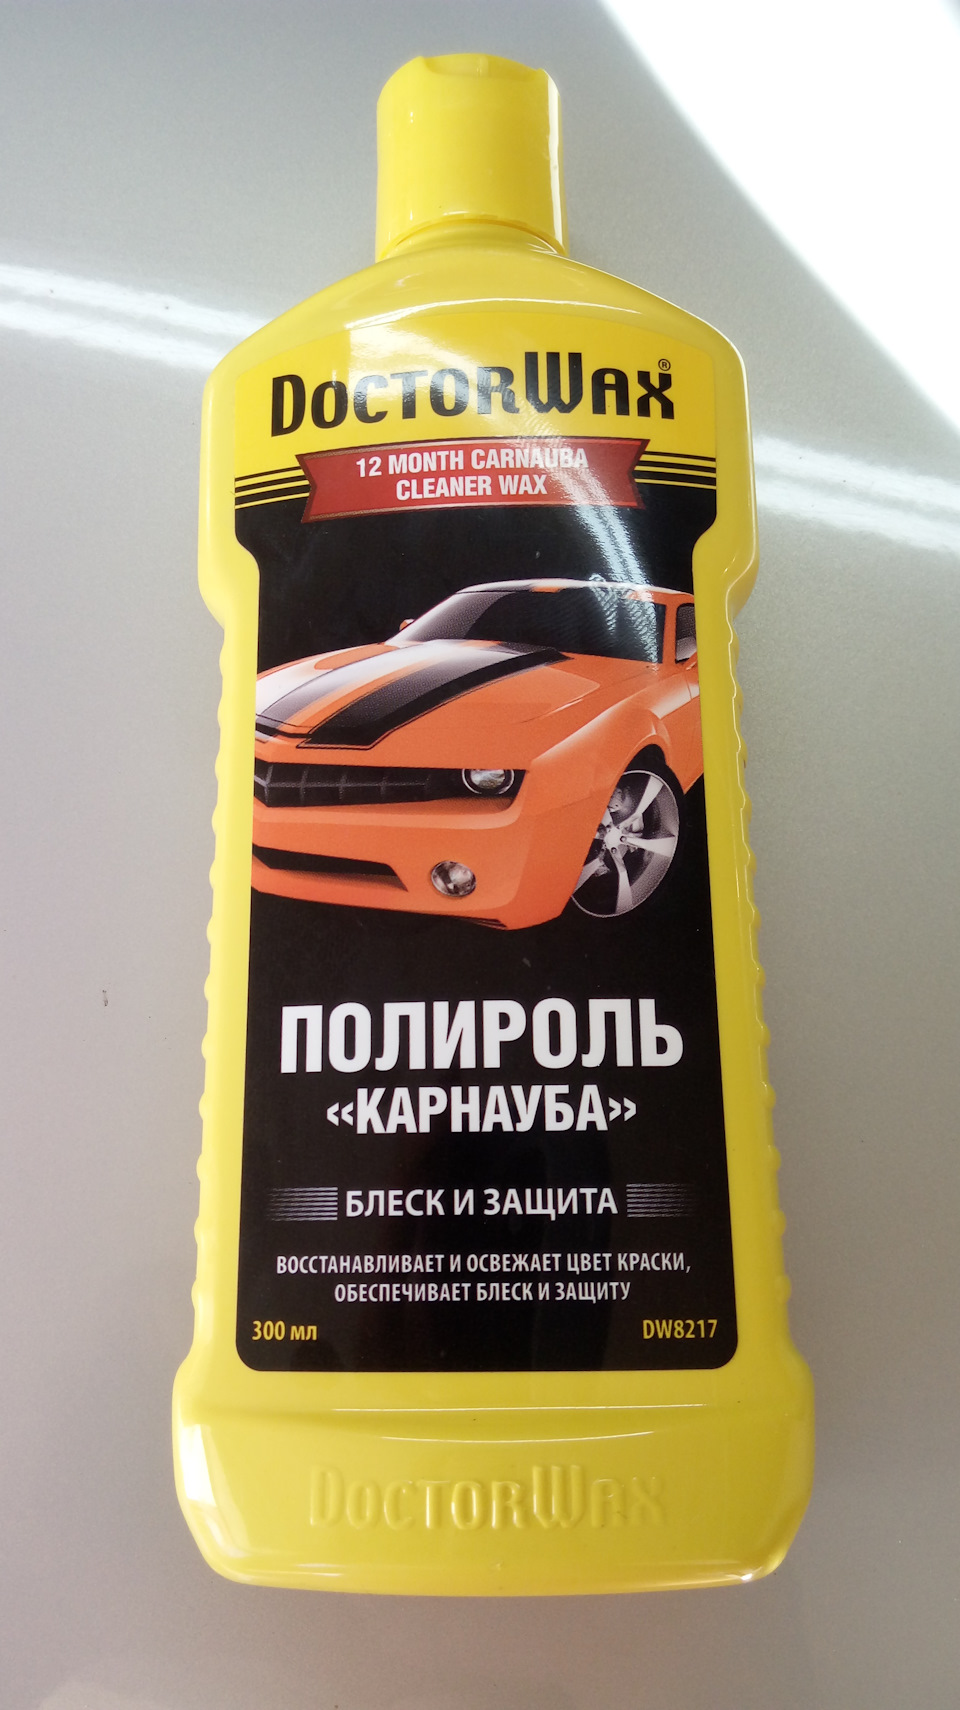 DOCTORWAX®
12 MONTH CARNAUBA
CLEANER WAX
ПОЛИРОЛЬ
«КАРНАУБА»
БЛЕСК И ЗАЩИТА
ВОССТАНАВЛИВАЕТ И ОСВЕЖАЕТ ЦВЕТ КРАСКИ,
ОБЕСПЕЧИВАЕТ БЛЕСК И ЗАЩИТУ
300 мл DW8217
DOCTORWAX